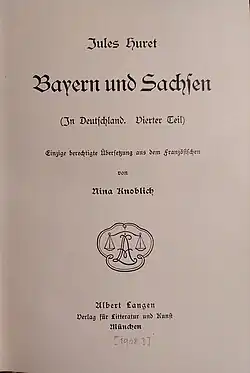 Jules Huret
Bayern und Sachsen
(In Deutschland. Vierter Teil)
Einzige berechtigte Übersetzung aus dem Französischen
von
Nina Knoblich
Albert Langen
Verlag für Litteratur und Kunst
München
[1908?]